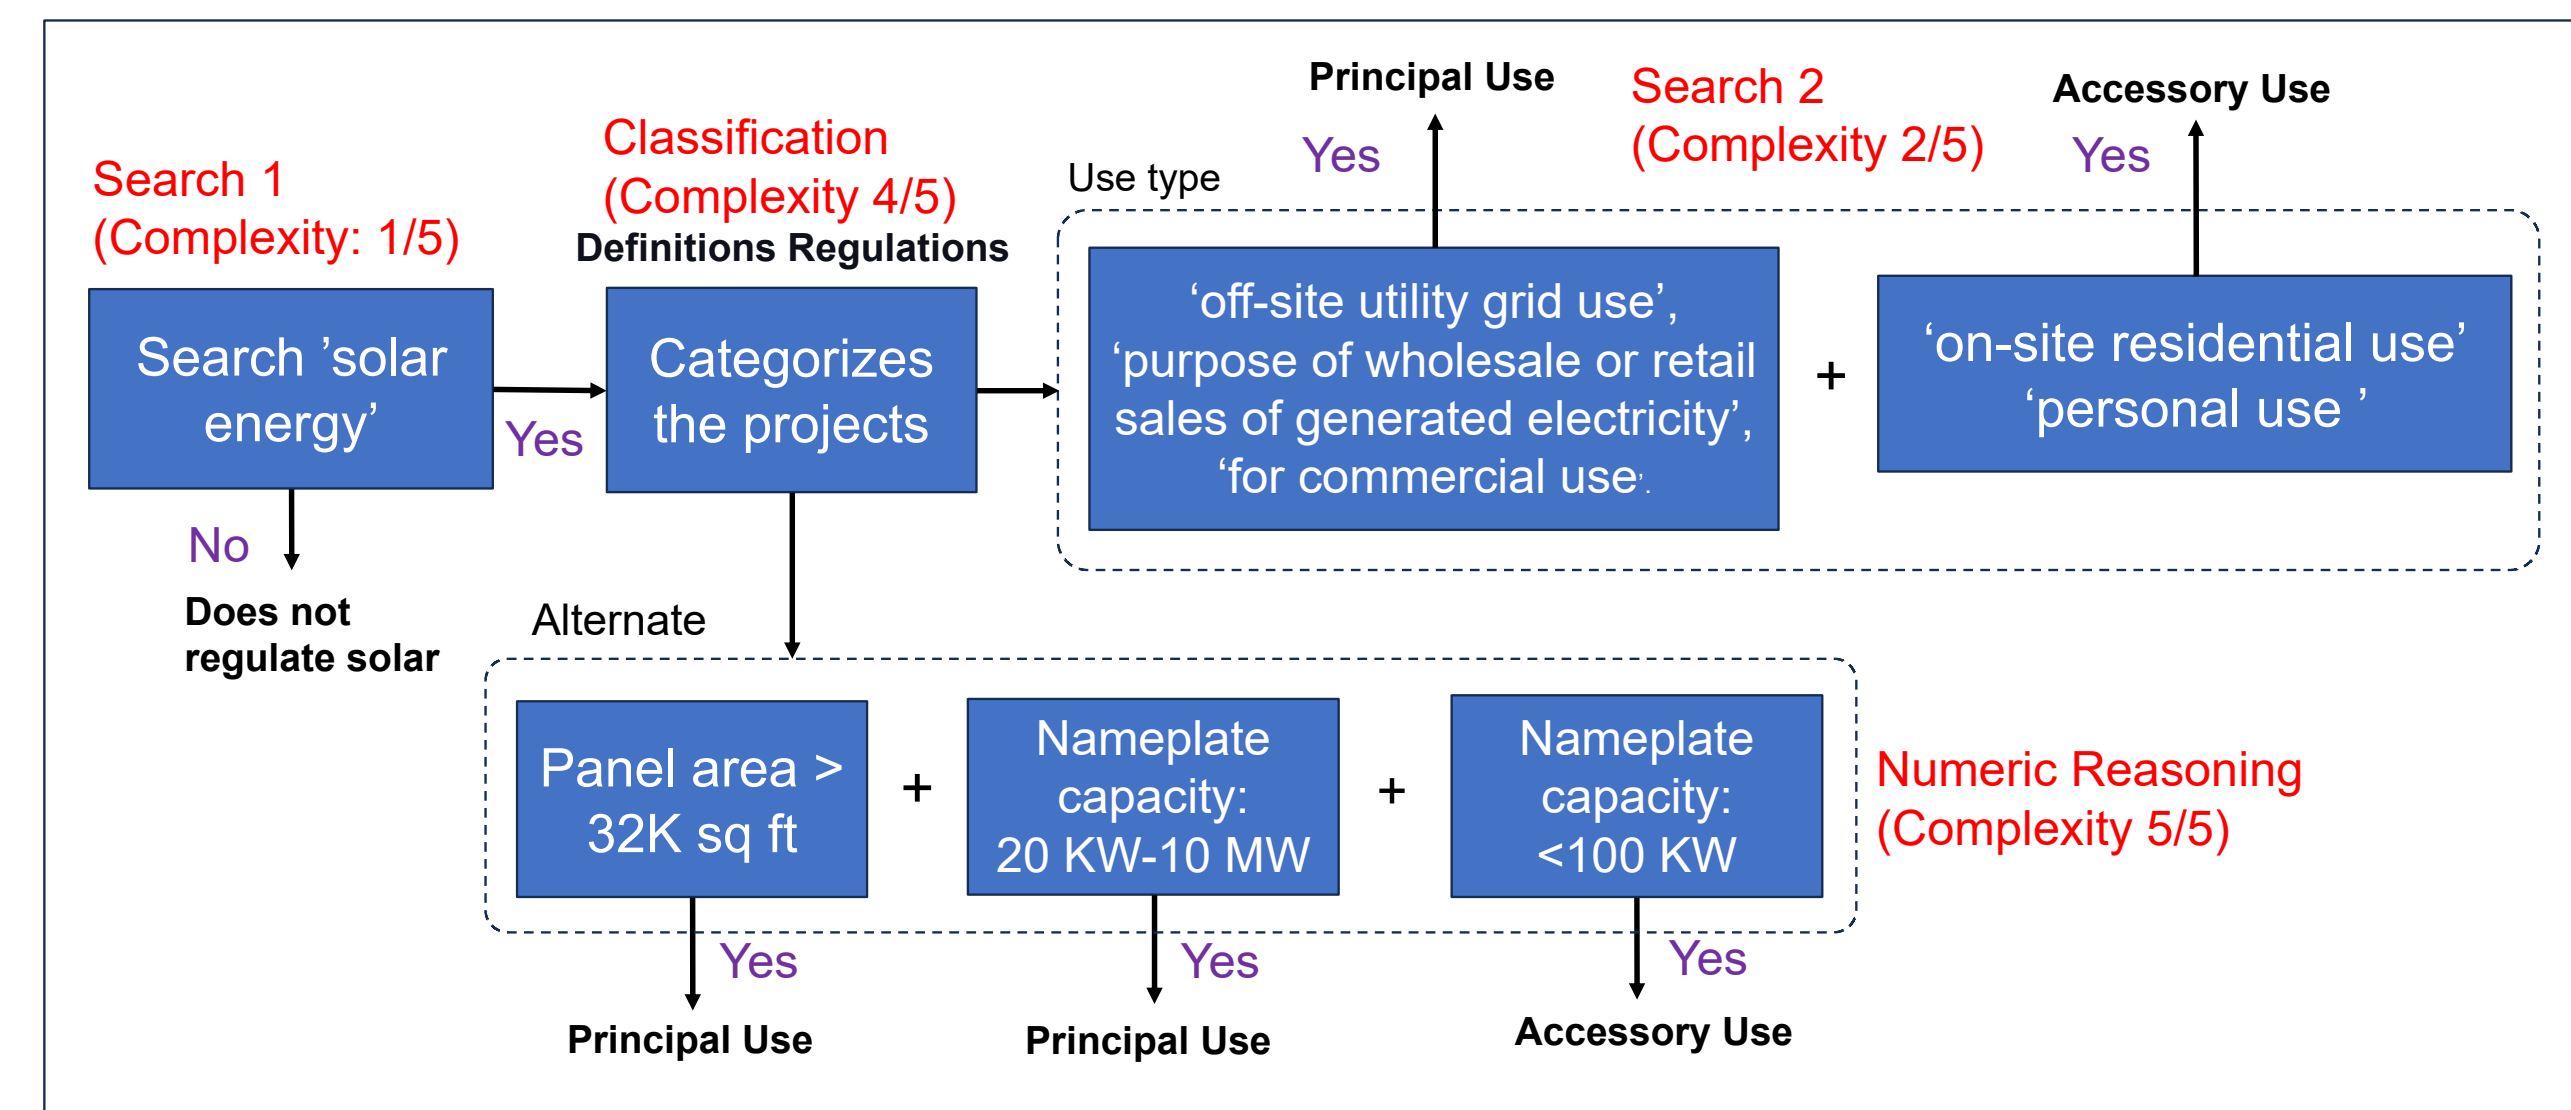 Search 1
(Complexity: 1/5)
Search ’solar
energy’
Yes
No
Does not
regulate solar
Classification
(Complexity 4/5)
Definitions Regulations
Categorizes
the projects
Use type
Principal Use
Yes
Search 2
(Complexity 2/5)
Accessory Use
Yes
‘off-site utility grid use’,
‘purpose of wholesale or retail
sales of generated electricity’,
‘for commercial use’.
+
‘on-site residential use’
‘personal use ’
Alternate
Panel area >
32K sq ft
+
Nameplate
capacity:
20 KW-10 MW
+
Nameplate
capacity:
<100 KW
Numeric Reasoning
(Complexity 5/5)
Yes
Principal Use
Yes
Principal Use
Yes
Accessory Use